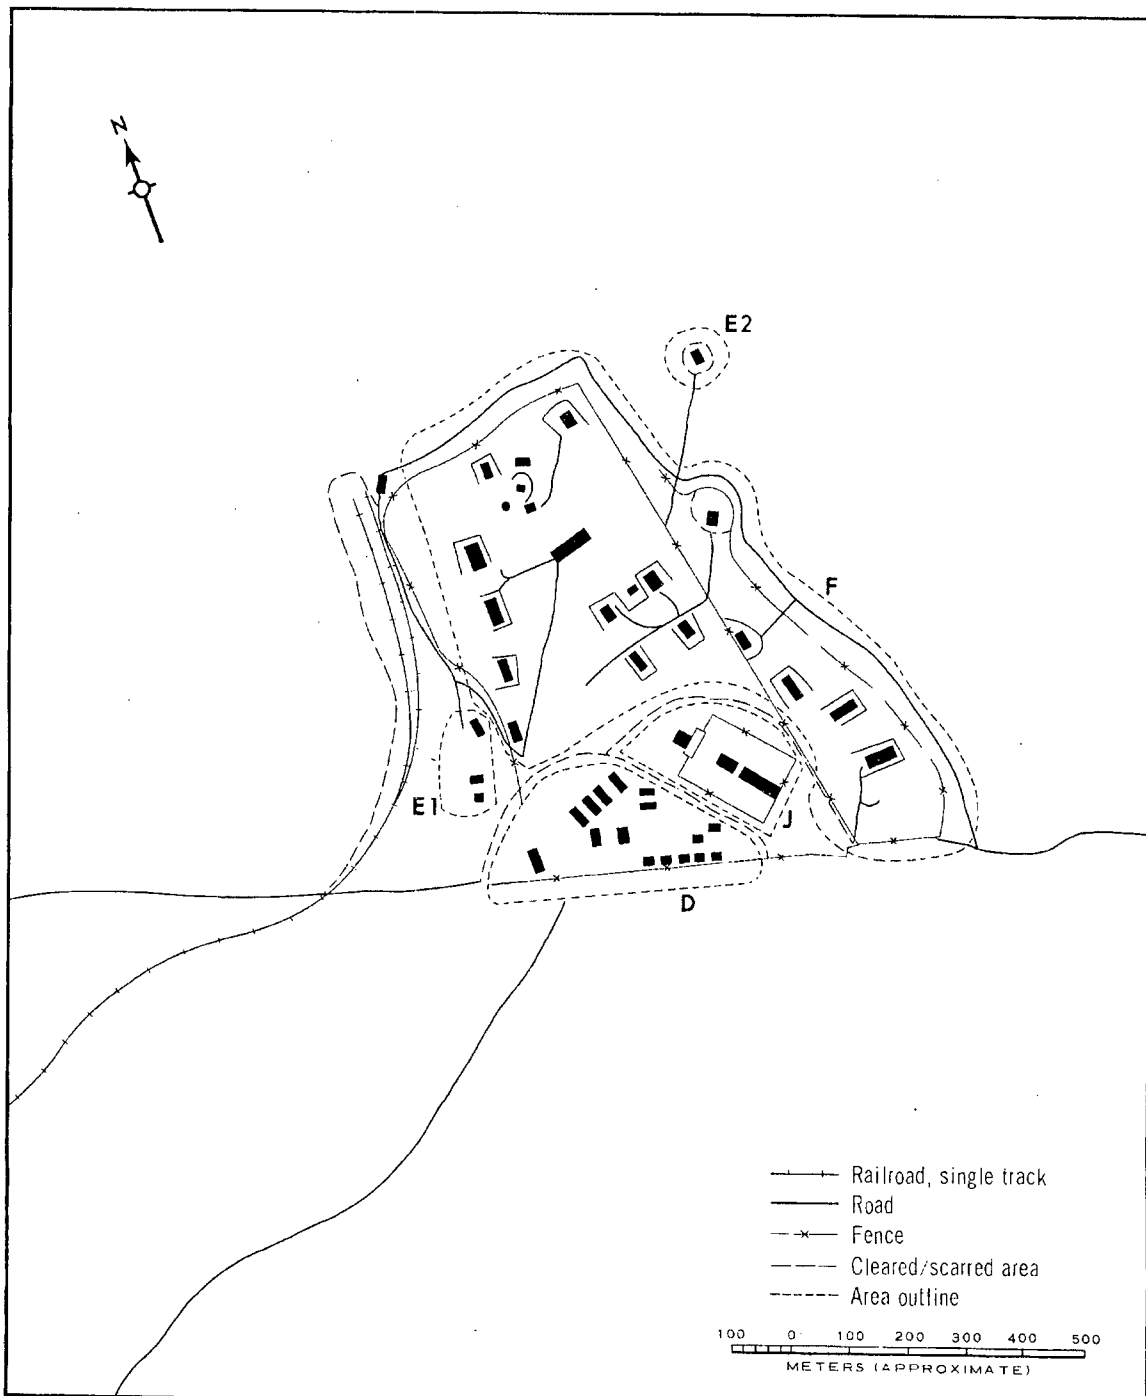 N
E2
F
E1
J
D
Railroad, single track
Road
Fence
Cleared/scarred area
Area outline
100 0 100 200 300 400 500
METERS (APPROXIMATE)